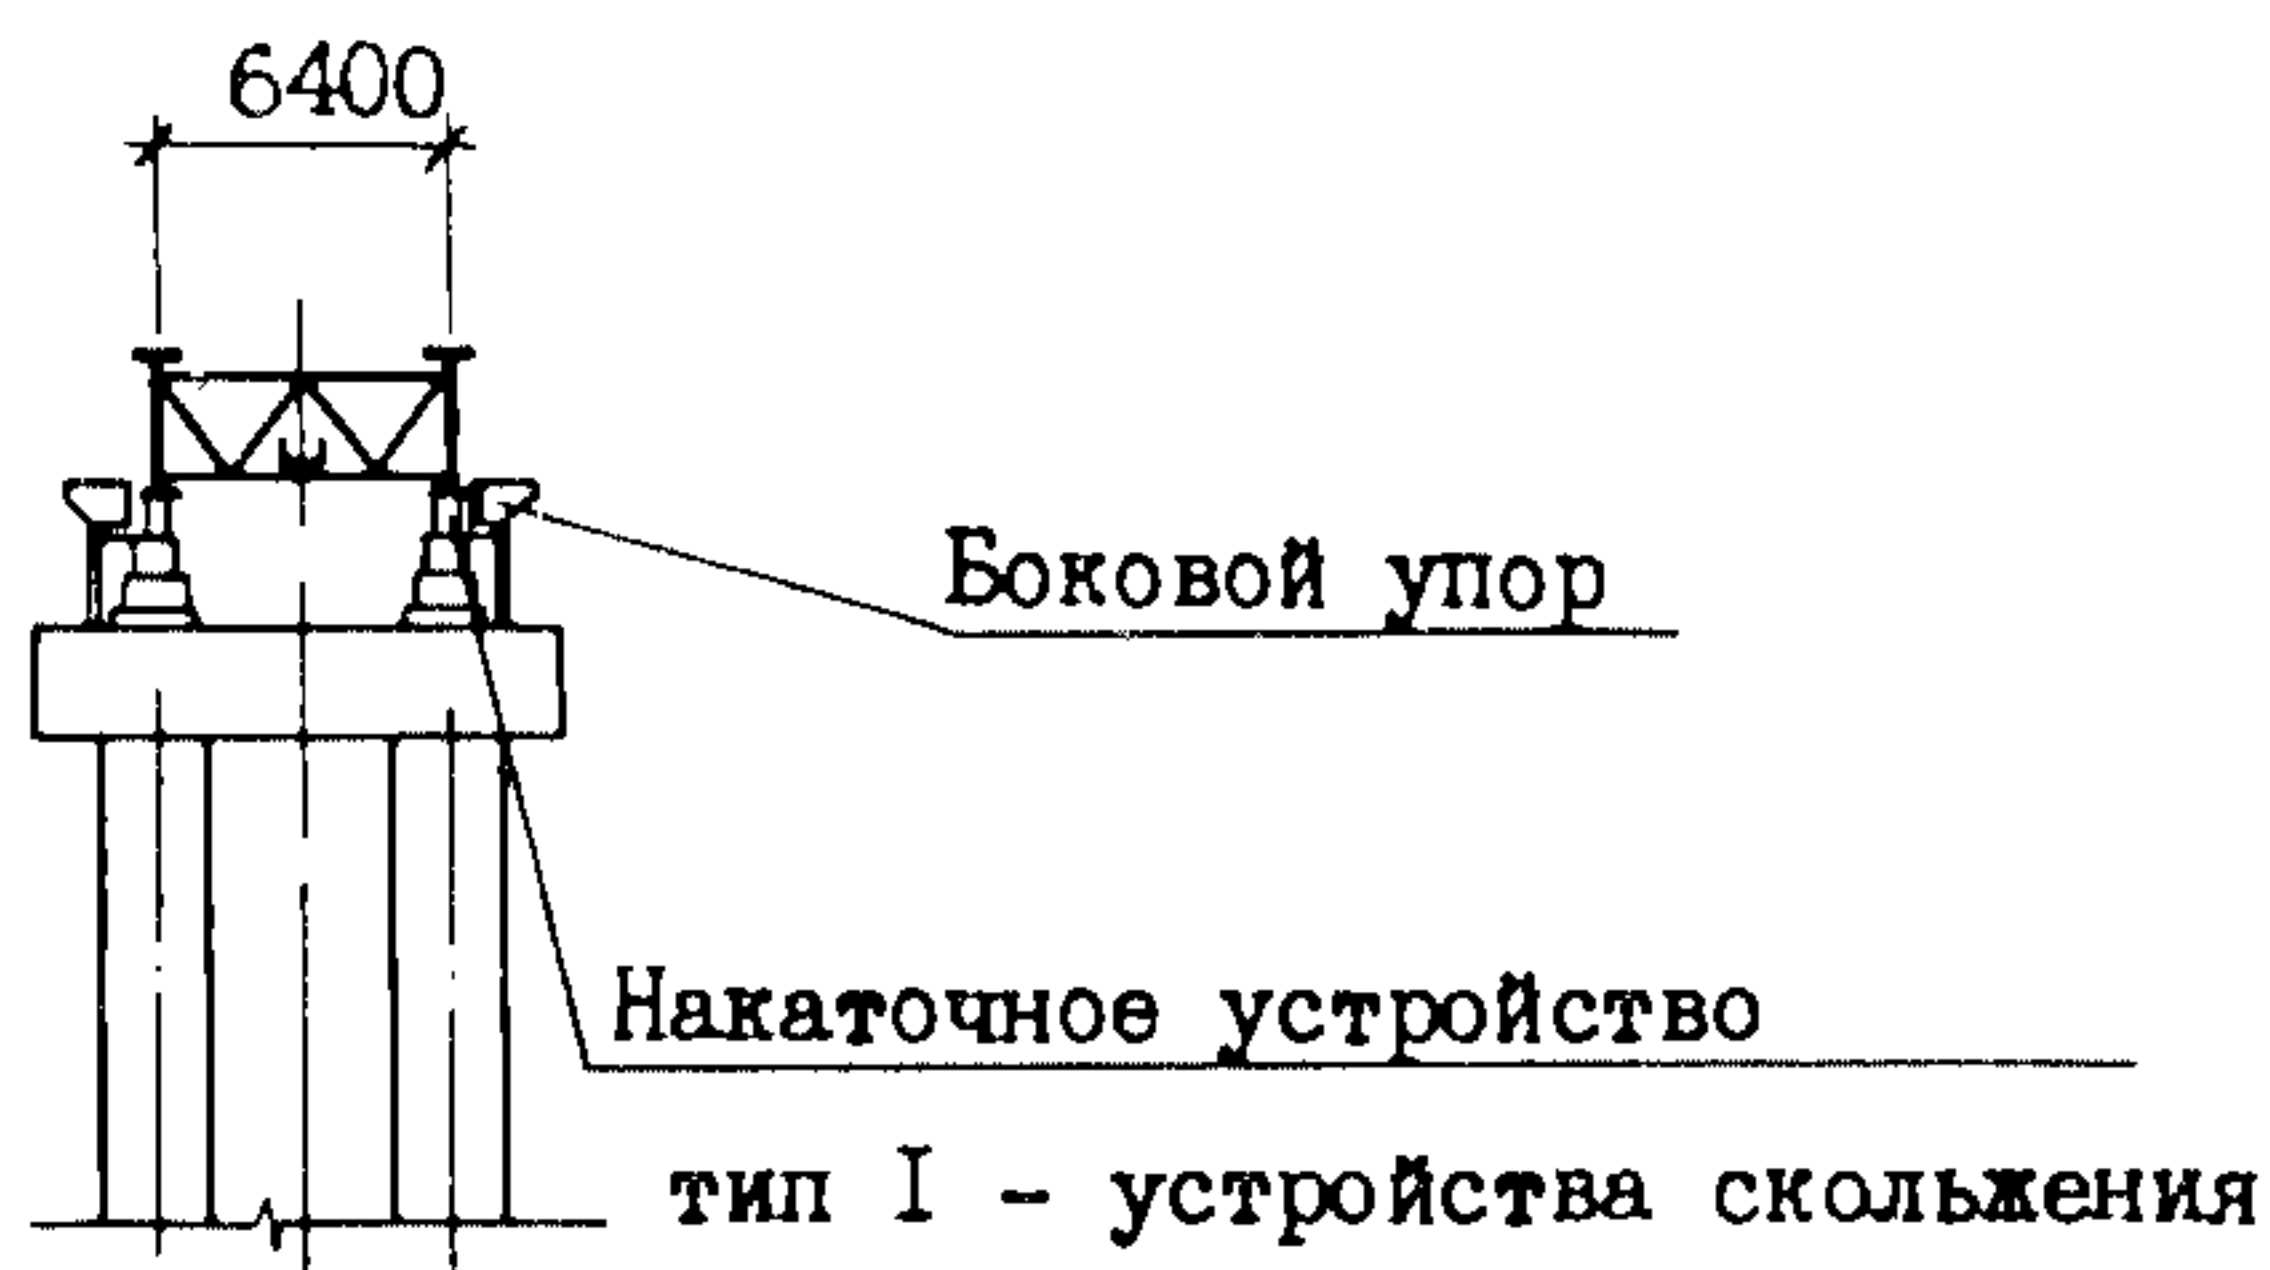 6400
Боковой упор
Накаточное устройство
тип I - устройства скольжения